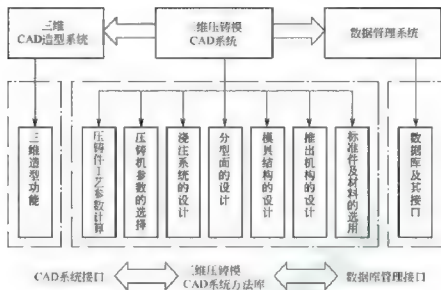 三维
CAD造型系统
三维压铸模
CAD系统
数据管理系统
三维造型功能
压铸件工艺参数计算
压铸机参数的选择
浇注系统的设计
分型面的设计
模具结构的设计
推出机构的设计
标准件及材料的选用
数据库及其接口
CAD系统接口
三维压铸模
CAD系统方法库
数据库管理接口